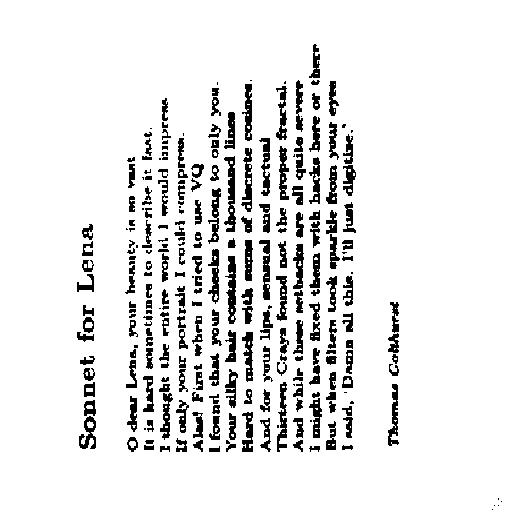 Sonnet for Lena
O dear Lena, your beauty is so vast
It is hard sometimes to describe it fast.
I thought the entire world I would impress
If only your portrait I could compress.
Alas! First when I tried to use VQ
I found that your cheeks belong to only you.
Your silky hair contains a thousand lines
Hard to match with sums of discrete cosines.
And for your lips, sensual and tactual
Thirteen Crays found not the proper fractal.
And while these setbacks are all quite severe
I might have fixed them with hacks here or there
But when filters took sparkle from your eyes
I said, 'Damn all this. I'll just digitize.'
Thomas Colthurst